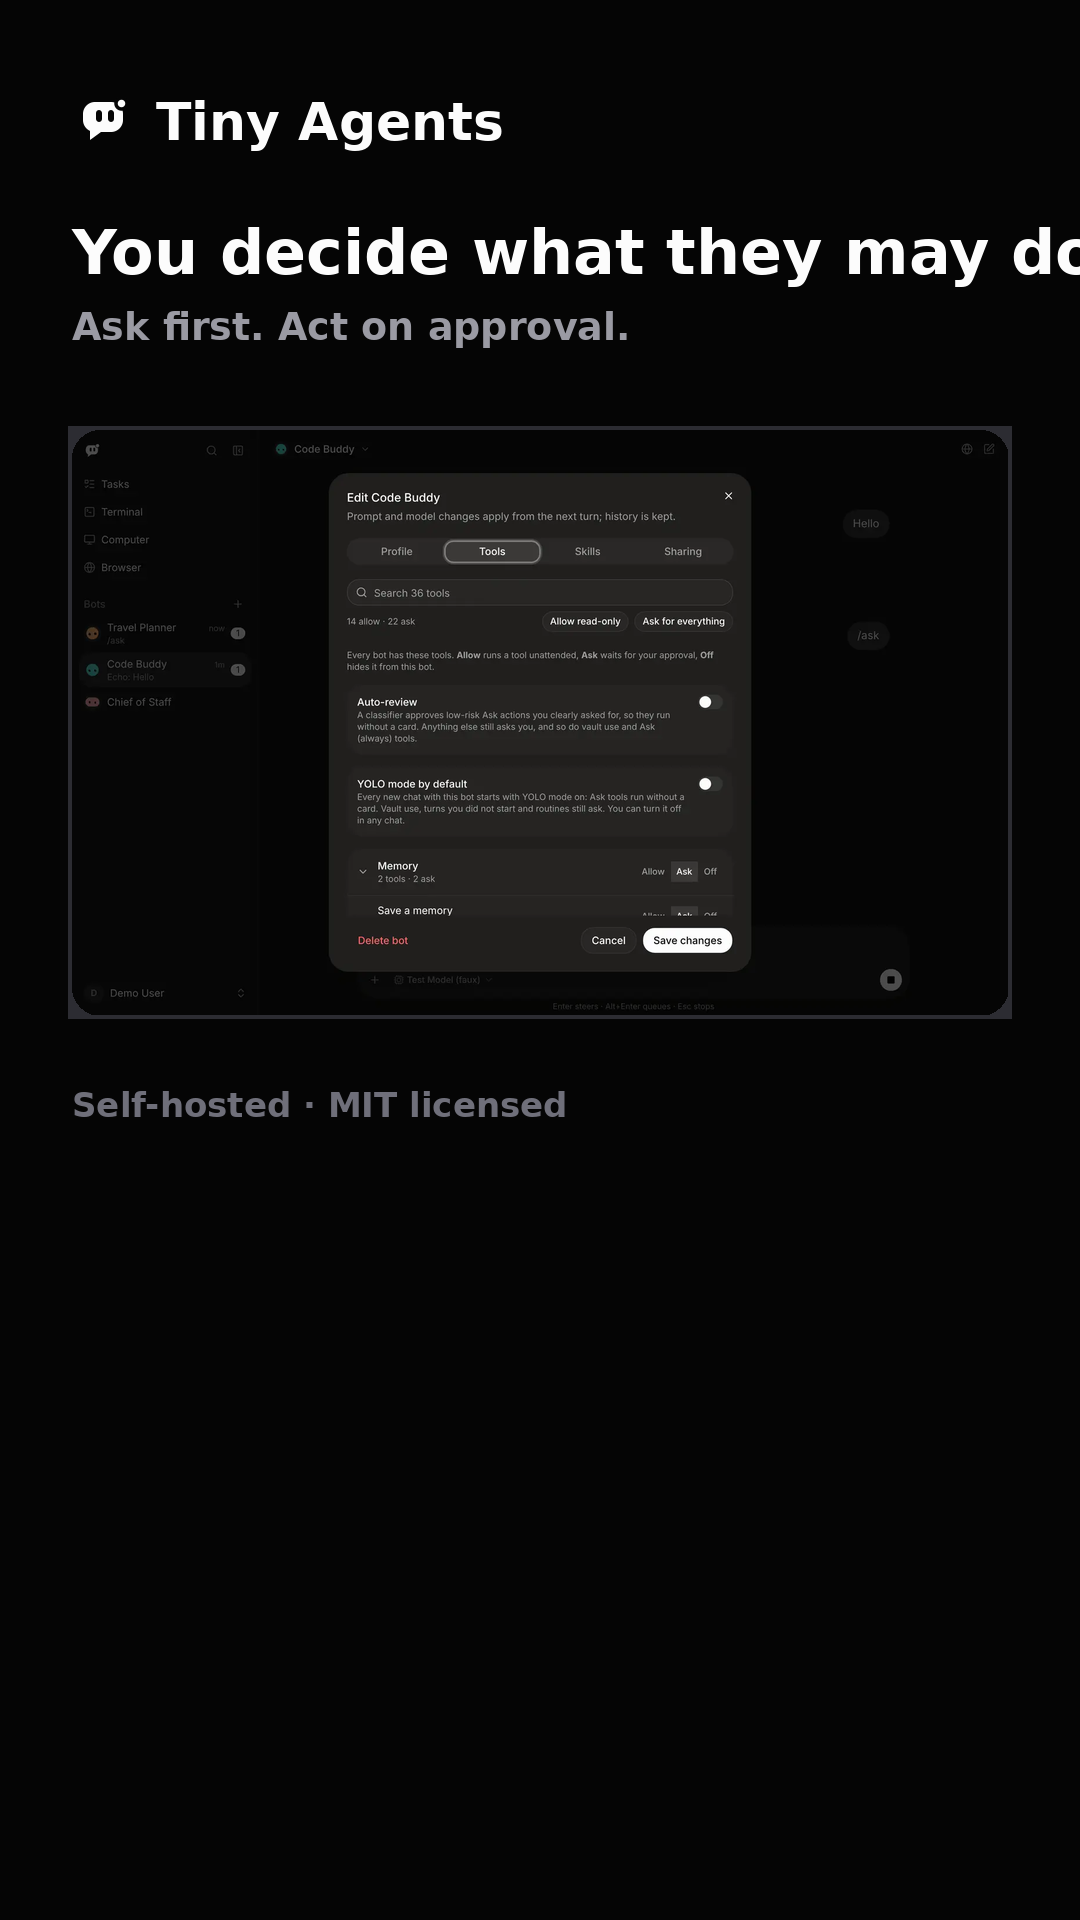 Tiny Agents
You decide what they may do
Ask first. Act on approval.
Code Buddy
Tasks
Terminal
Computer
Browser
Bots
Travel Planner
now
/ask
1
Code Buddy
1m
Echo: Hello
1
Chief of Staff
D
Demo User
Hello
/ask
Edit Code Buddy
Prompt and model changes apply from the next turn; history is kept.
Profile
Tools
Skills
Sharing
Search 36 tools
14 allow · 22 ask
Allow read-only
Ask for everything
Every bot has these tools. Allow runs a tool unattended, Ask waits for your approval, Off
hides it from this bot.
Auto-review
A classifier approves low-risk Ask actions you clearly asked for, so they run
without a card. Anything else still asks you, and so do vault use and Ask
(always) tools.
YOLO mode by default
Every new chat with this bot starts with YOLO mode on: Ask tools run without a
card. Vault use, turns you did not start and routines still ask. You can turn it off
in any chat.
Memory
2 tools · 2 ask
Allow
Ask
Off
Save a memory
Allow
Ask
Off
Delete bot
Cancel
Save changes
Test Model (faux)
Enter steers · Alt+Enter queues · Esc stops
Self-hosted · MIT licensed